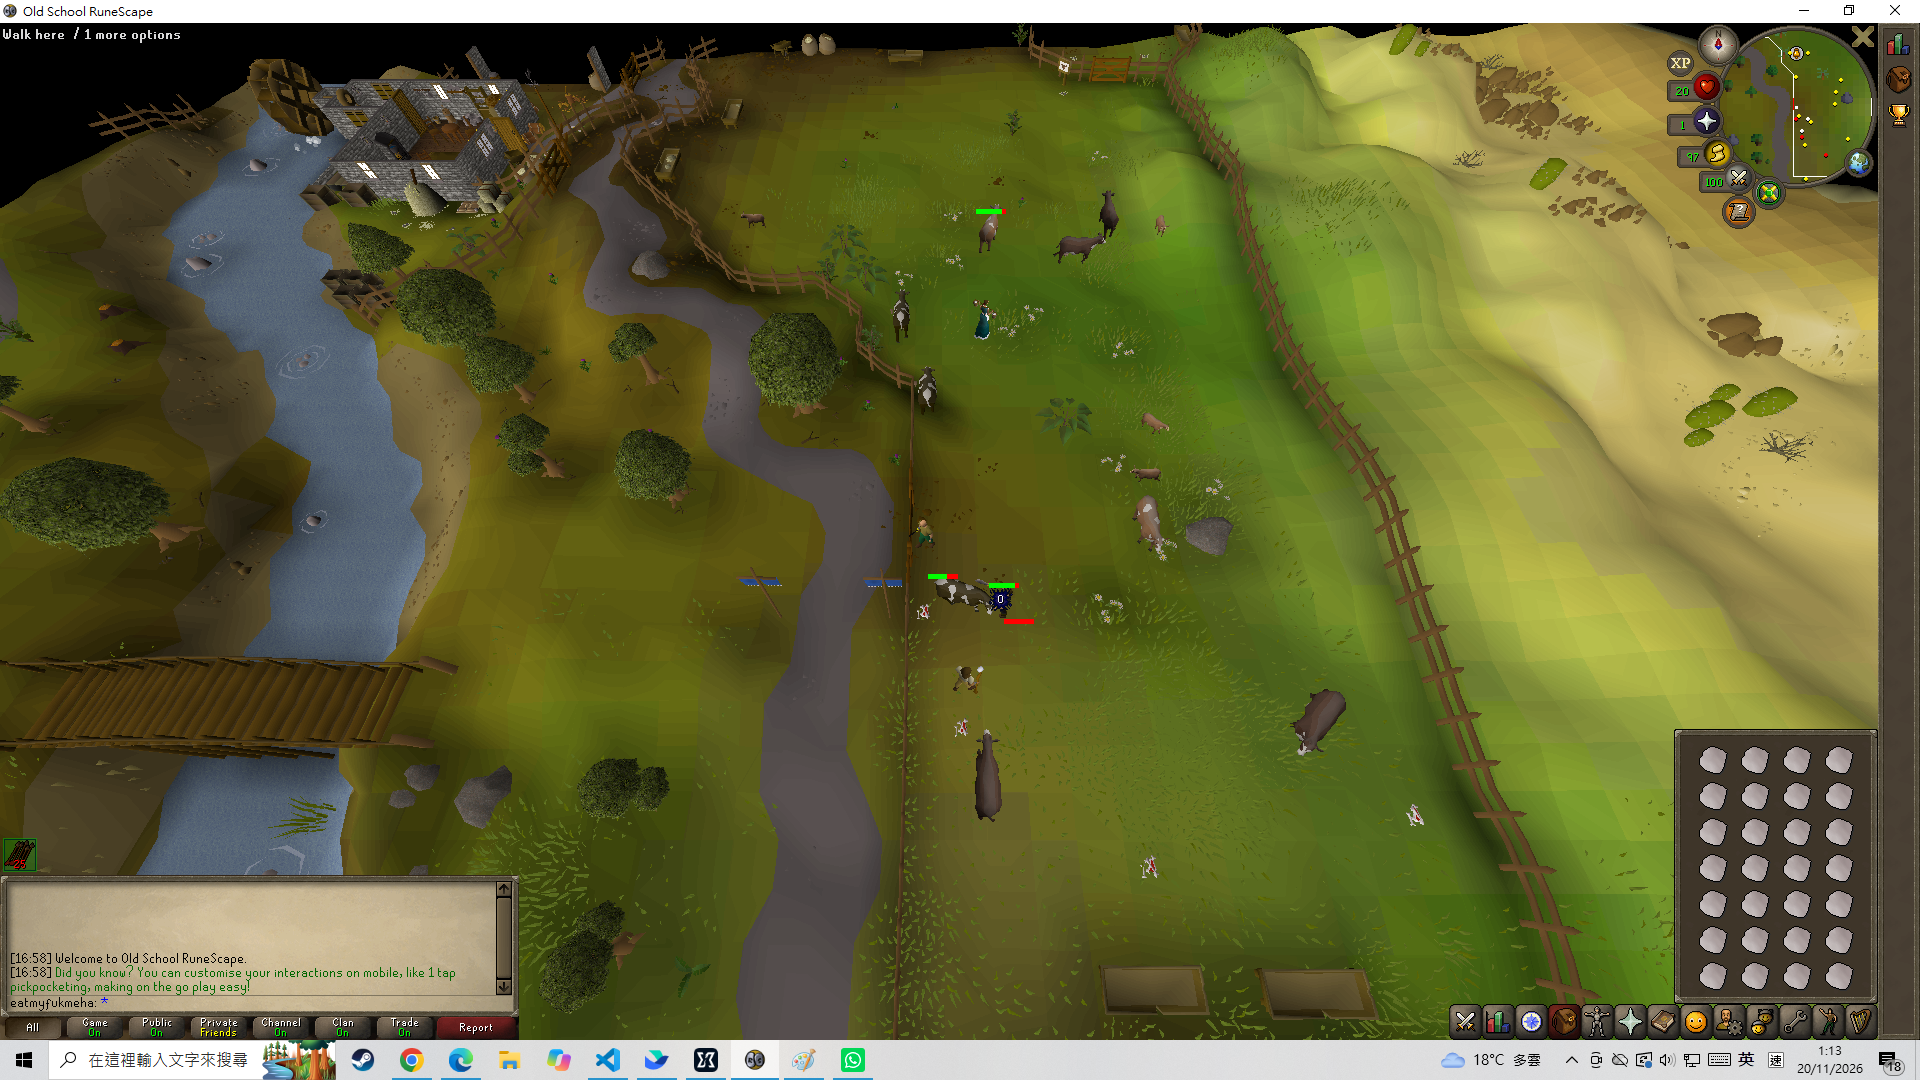 Old School RuneScape
Walk here / 1 more options
N
XP
20
1
97
100
0
25
[16:58] Welcome to Old School RuneScape.
[16:58] Did you know? You can customise your interactions on mobile, like 1 tap
pickpocketing, making on the go play easy!
eatmyfukmeha: *
All
Game
On
Public
On
Private
Friends
Channel
On
Clan
On
Trade
On
Report
在這裡輸入文字來搜尋
18°C 多雲
英
速
1:13
20/11/2026
18